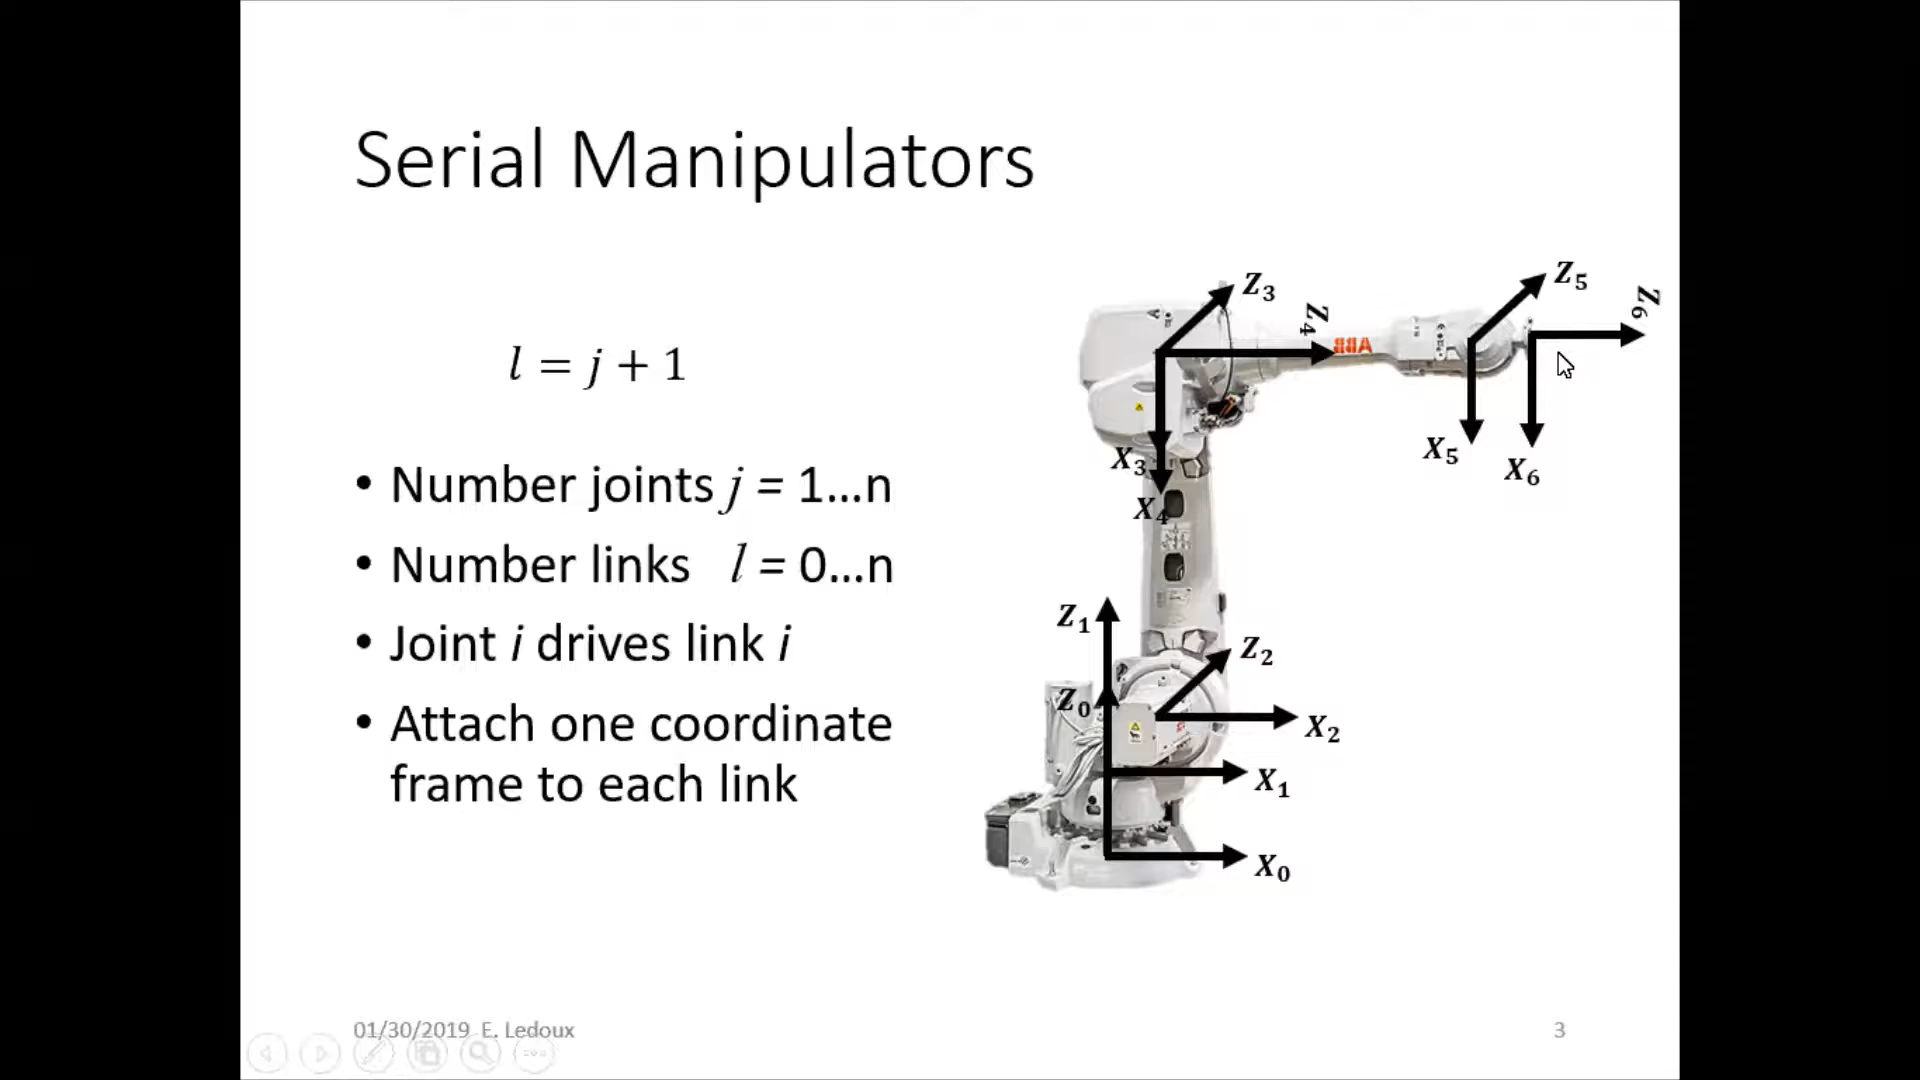 Serial Manipulators
l = j + 1
• Number joints j = 1...n
• Number links l = 0...n
• Joint i drives link i
• Attach one coordinate
frame to each link
Z₃
Z₅
Z₄
Z₆
ABB
X₃
X₅
X₆
X₄
Z₁
Z₂
Z₀
X₂
X₁
X₀
01/30/2019 E. Ledoux
3